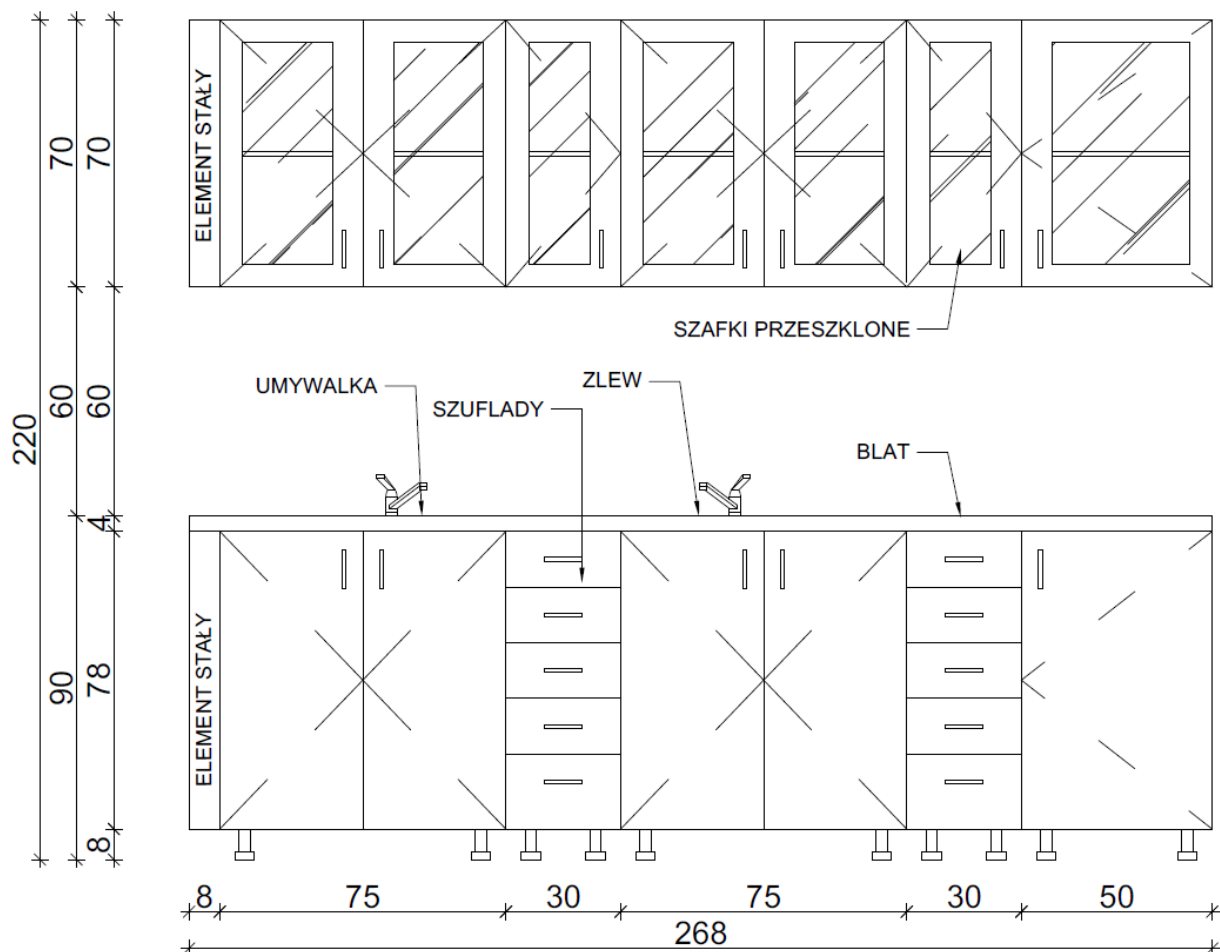 ELEMENT STAŁY
70
70
SZAFKI PRZESZKLONE
UMYWALKA
ZLEW
SZUFLADY
BLAT
60
60
220
4
ELEMENT STAŁY
90
78
8
8
75
30
75
30
50
268